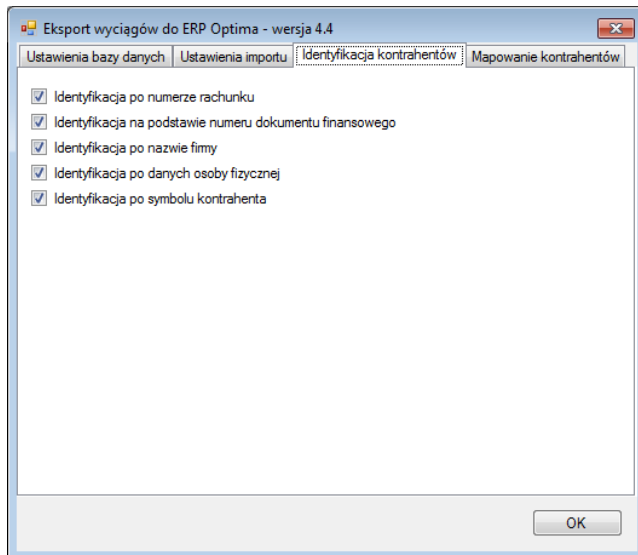 Eksport wyciągów do ERP Optima - wersja 4.4
Ustawienia bazy danych Ustawienia importu Identyfikacja kontrahentów Mapowanie kontrahentów
Identyfikacja po numerze rachunku
Identyfikacja na podstawie numeru dokumentu finansowego
Identyfikacja po nazwie firmy
Identyfikacja po danych osoby fizycznej
Identyfikacja po symbolu kontrahenta
OK